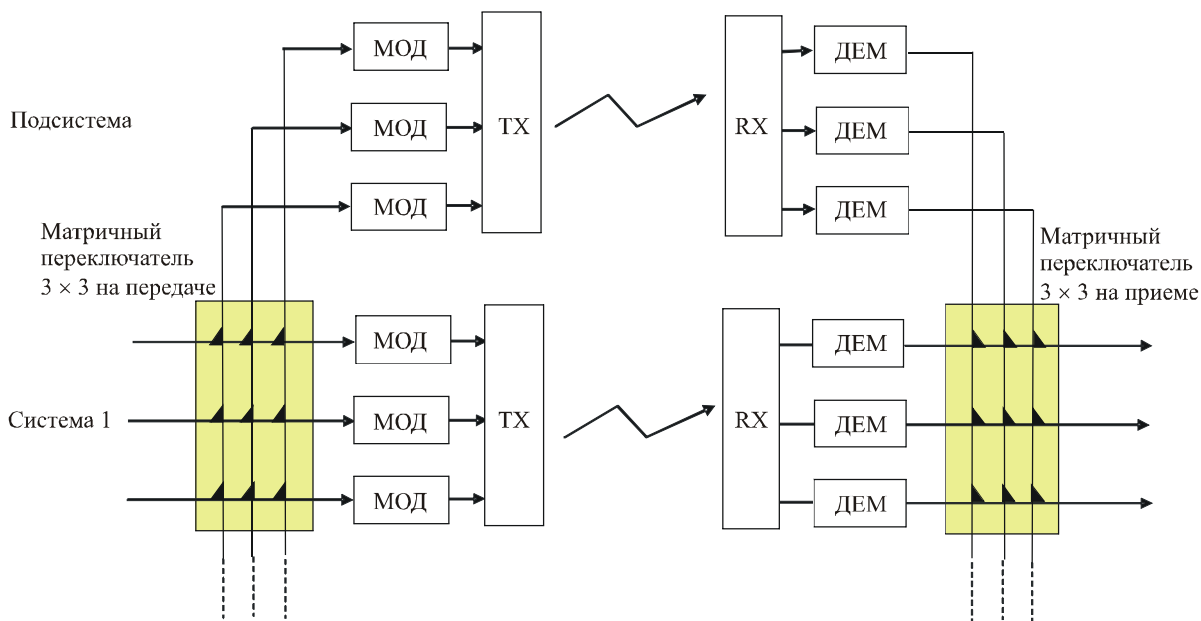 МОД
ДЕМ
Подсистема
МОД
TX
RX
ДЕМ
МОД
ДЕМ
Матричный
переключатель
3 × 3 на передаче
Матричный
переключатель
3 × 3 на приеме
МОД
ДЕМ
Система 1
МОД
TX
RX
ДЕМ
МОД
ДЕМ